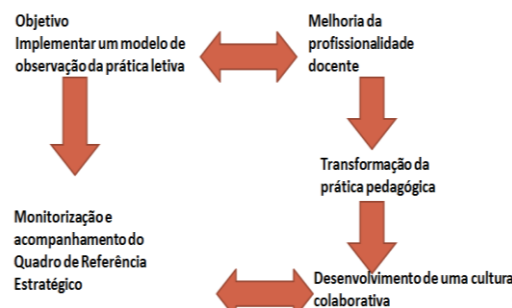 Objetivo
Implementar um modelo de
observação da prática letiva
Melhoria da
profissionalidade
docente
Transformação da
prática pedagógica
Monitorização e
acompanhamento do
Quadro de Referência
Estratégico
Desenvolvimento de uma cultura
colaborativa